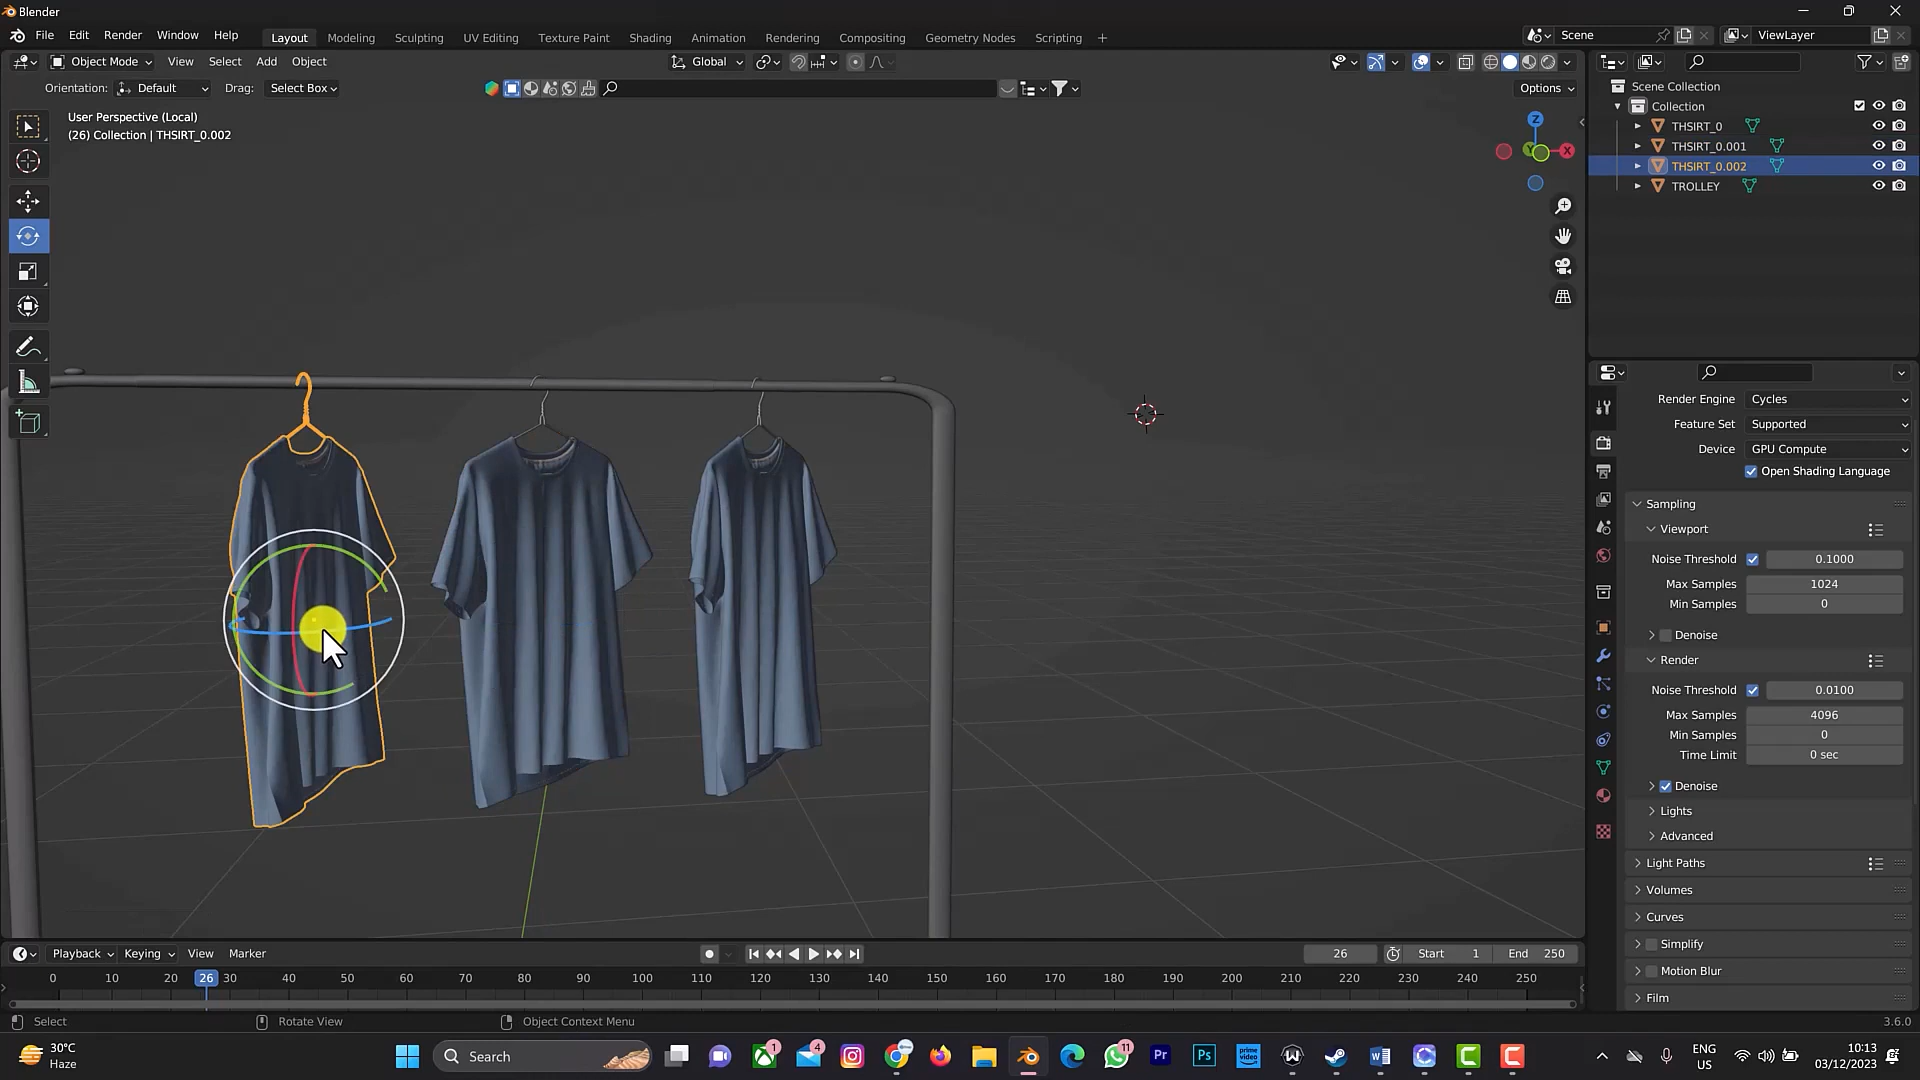 Blender
File Edit Render Window Help
Layout Modeling Sculpting UV Editing Texture Paint Shading Animation Rendering Compositing Geometry Nodes Scripting +
Scene
ViewLayer
Object Mode View Select Add Object
Global
Orientation: Default Drag: Select Box
Options
User Perspective (Local)
(26) Collection | THSIRT_0.002
Z
Y
X
Scene Collection
Collection
THSIRT_0
THSIRT_0.001
THSIRT_0.002
TROLLEY
Render Engine Cycles
Feature Set Supported
Device GPU Compute
Open Shading Language
Sampling
Viewport
Noise Threshold 0.1000
Max Samples 1024
Min Samples 0
Denoise
Render
Noise Threshold 0.0100
Max Samples 4096
Min Samples 0
Time Limit 0 sec
Denoise
Lights
Advanced
Light Paths
Volumes
Curves
Simplify
Motion Blur
Film
Playback Keying View Marker
26 Start 1 End 250
0 10 20 26 30 40 50 60 70 80 90 100 110 120 130 140 150 160 170 180 190 200 210 220 230 240 250
Select Rotate View Object Context Menu
3.6.0
30°C
Haze
Search
1
4
prime video
11
Pr
Ps
ENG
US
10:13
03/12/2023